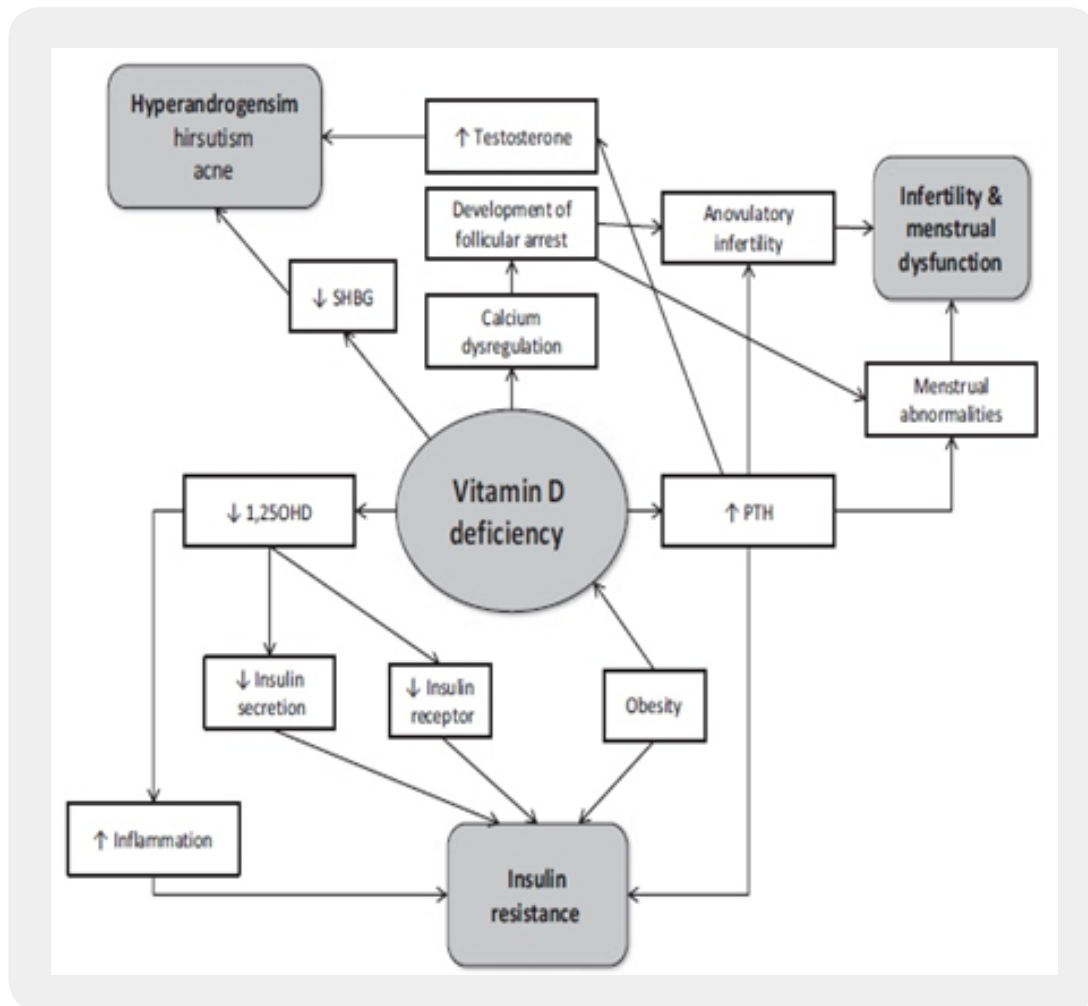 Hyperandrogensim
hirsutism
acne
↑ Testosterone
Development of
follicular arrest
Anovulatory
infertility
Infertility &
menstrual
dysfunction
↓ SHBG
Calcium
dysregulation
Menstrual
abnormalities
↓ 1,25OHD
Vitamin D
deficiency
↑ PTH
↓ Insulin
secretion
↓ Insulin
receptor
Obesity
↑ Inflammation
Insulin
resistance